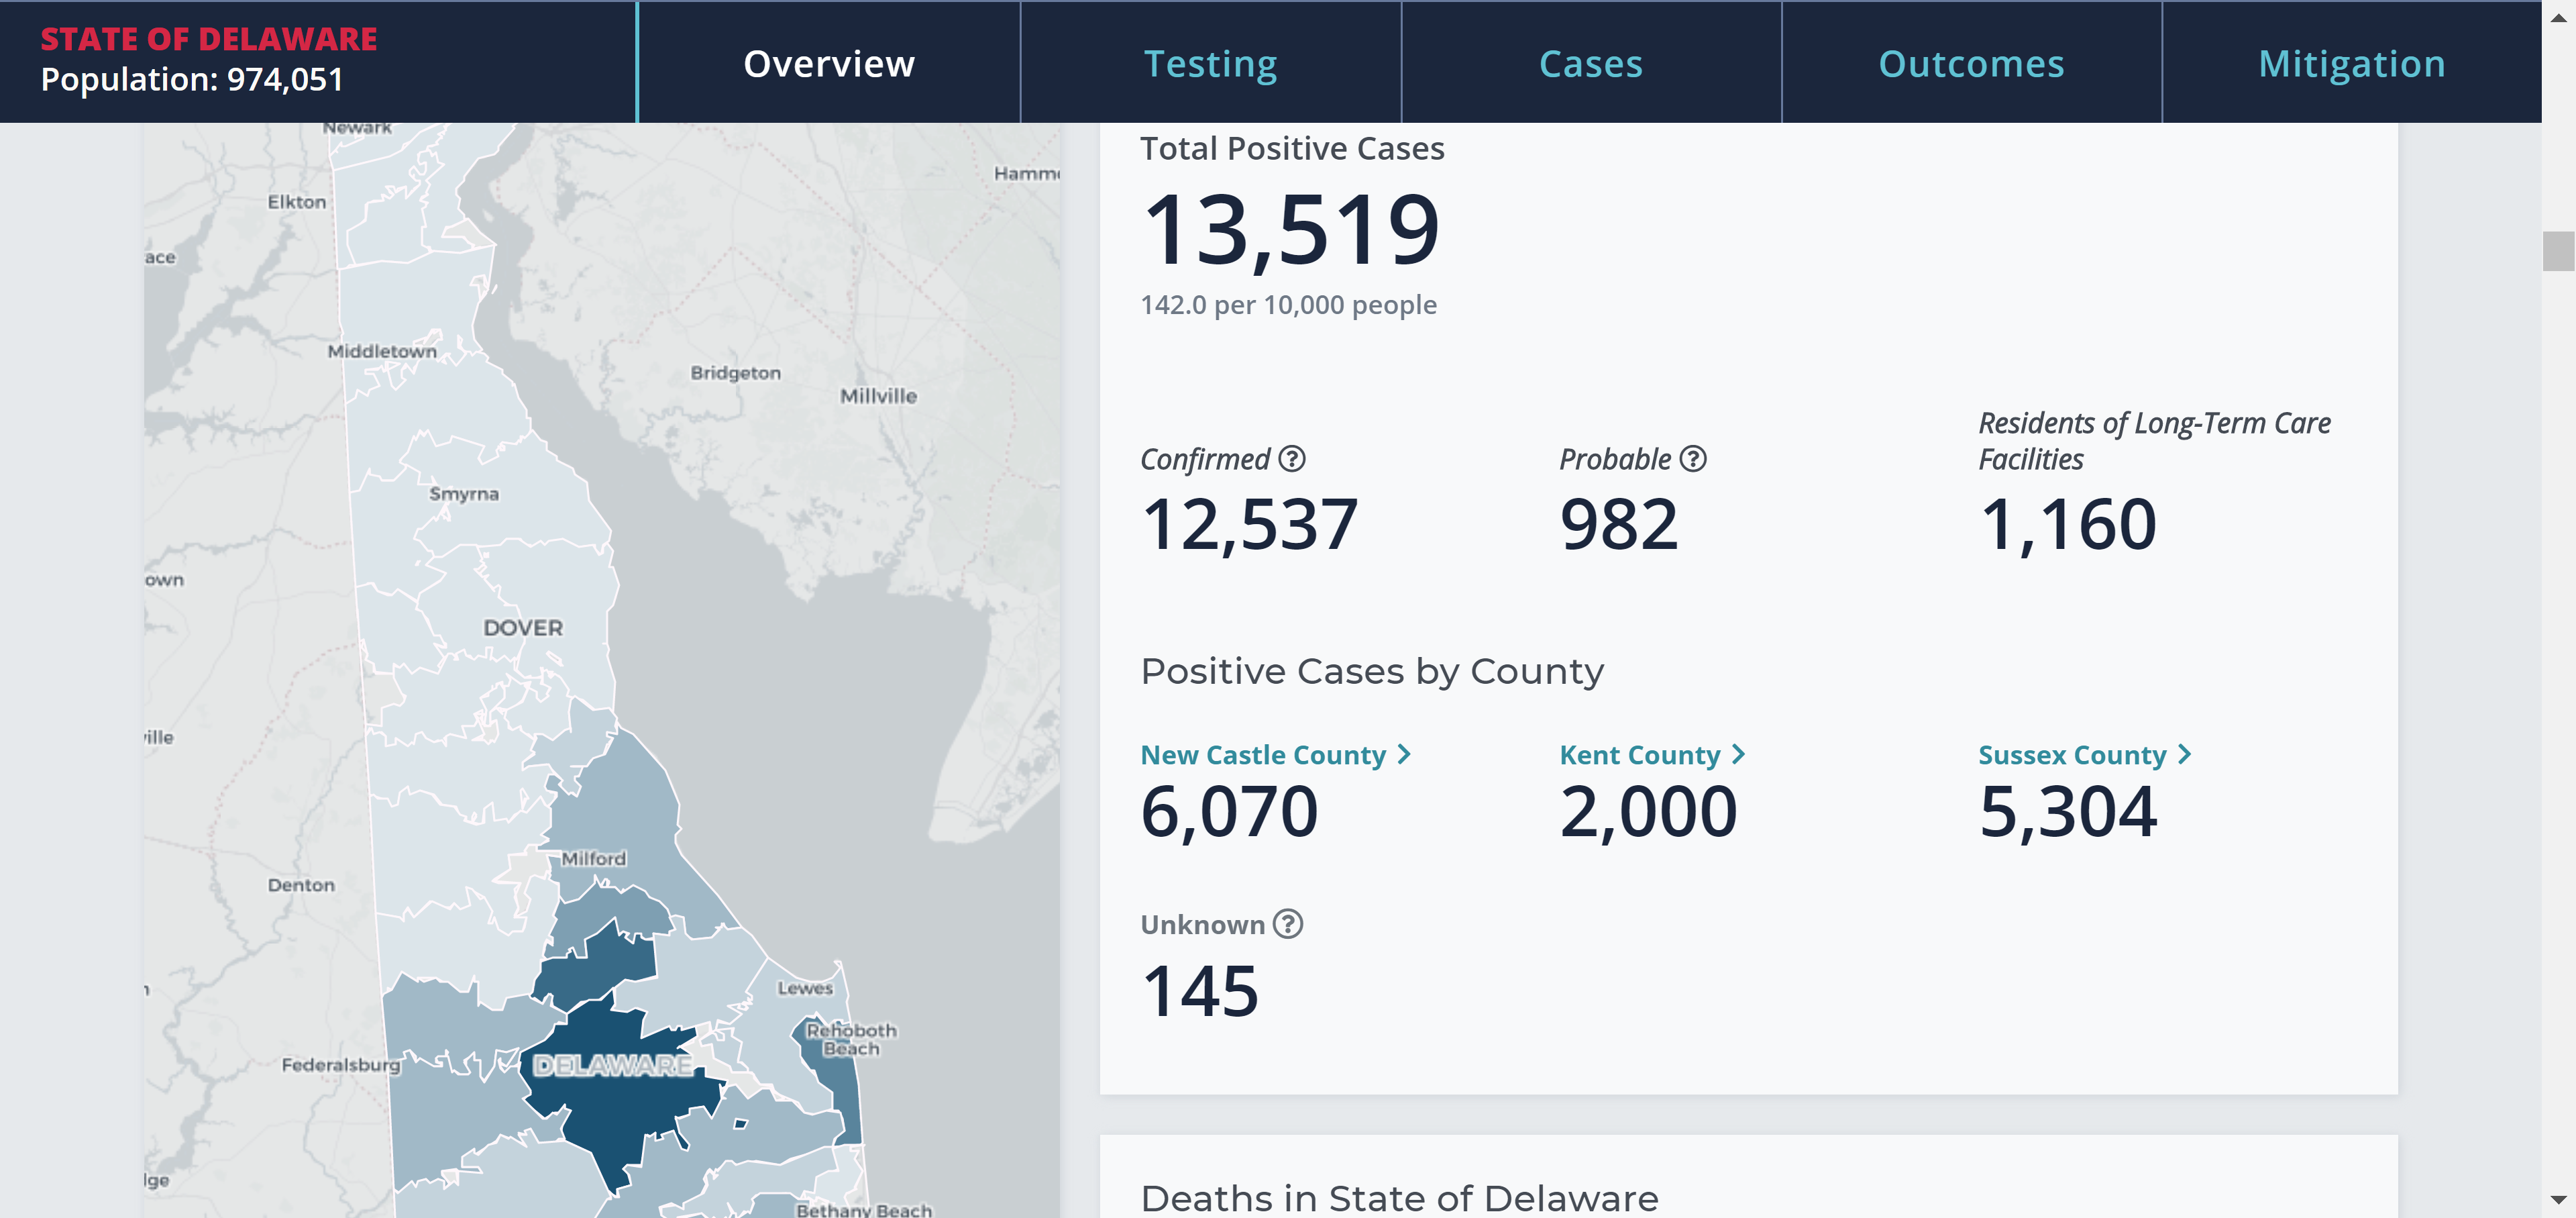 STATE OF DELAWARE
Population: 974,051
Overview
Testing
Cases
Outcomes
Mitigation
Newark
Elkton
Hamm
ace
Middletown
Bridgeton
Millville
Smyrna
own
DOVER
ville
Milford
Denton
Lewes
Rehoboth
Beach
DELAWARE
Federalsburg
lge
Bethany Beach
Total Positive Cases
13,519
142.0 per 10,000 people
Confirmed ?
12,537
Probable ?
982
Residents of Long-Term Care
Facilities
1,160
Positive Cases by County
New Castle County >
6,070
Kent County >
2,000
Sussex County >
5,304
Unknown ?
145
Deaths in State of Delaware